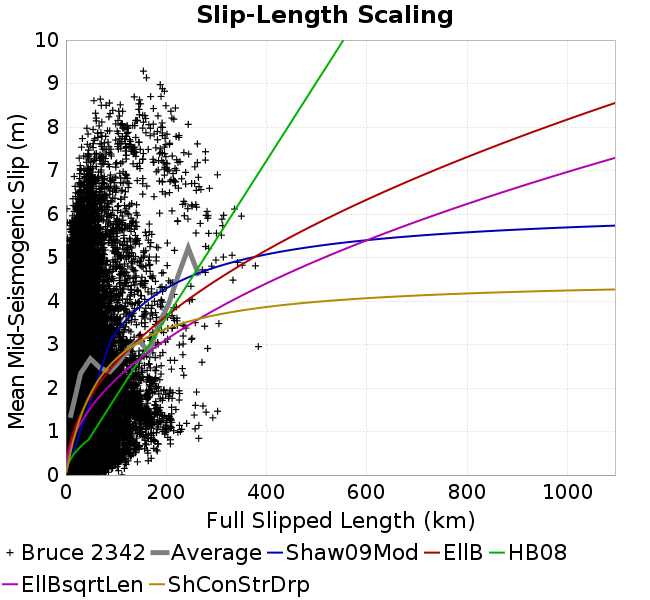 Slip-Length Scaling
Mean Mid-Seismogenic Slip (m)
10
9
8
7
6
5
4
3
2
1
0
0 200 400 600 800 1000
Full Slipped Length (km)
Bruce 2342 Average Shaw09Mod EllB HB08
EllBsqrtLen ShConStrDrp